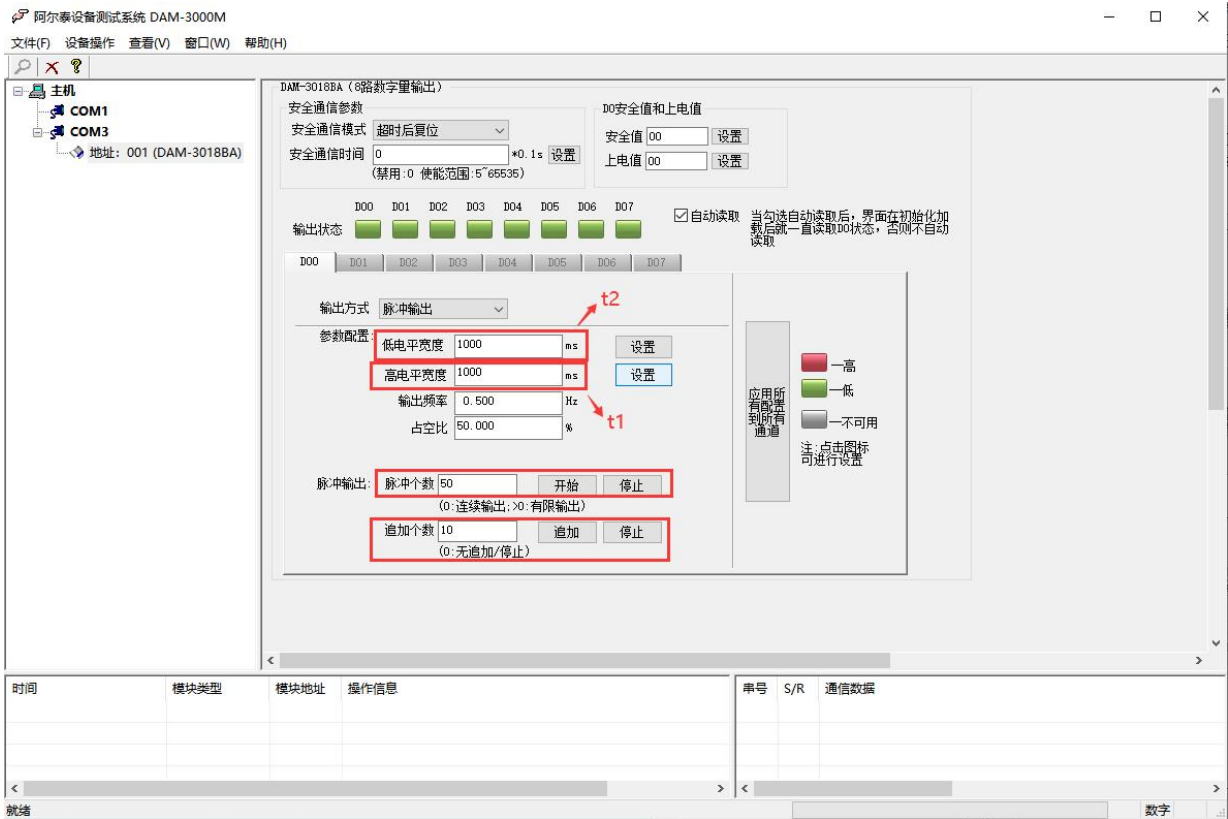 阿尔泰设备测试系统 DAM-3000M
文件(F) 设备操作 查看(V) 窗口(W) 帮助(H)
主机
COM1
COM3
地址：001 (DAM-3018BA)
DAM-3018BA (8路数字量输出)
安全通信参数
安全通信模式 超时后复位
安全通信时间 0 *0.1s 设置
(禁用:0 使能范围:5~65535)
DO安全值和上电值
安全值 00 设置
上电值 00 设置
DO0 DO1 DO2 DO3 DO4 DO5 DO6 DO7
输出状态
自动读取
当勾选自动读取后，界面在初始化加
载后就一直读取DO状态，否则不自动
读取
DO0 DO1 DO2 DO3 DO4 DO5 DO6 DO7
输出方式 脉冲输出
t2
参数配置:
低电平宽度 1000 ms 设置
高电平宽度 1000 ms 设置
输出频率 0.500 Hz
t1
占空比 50.000 %
脉冲输出: 脉冲个数 50 开始 停止
(0:连续输出;>0:有限输出)
追加个数 10 追加 停止
(0:无追加/停止)
应用所
有配置
到所有
通道
—高
—低
—不可用
注:点击图标
可进行设置
时间 模块类型 模块地址 操作信息
串号 S/R 通信数据
就绪
数字